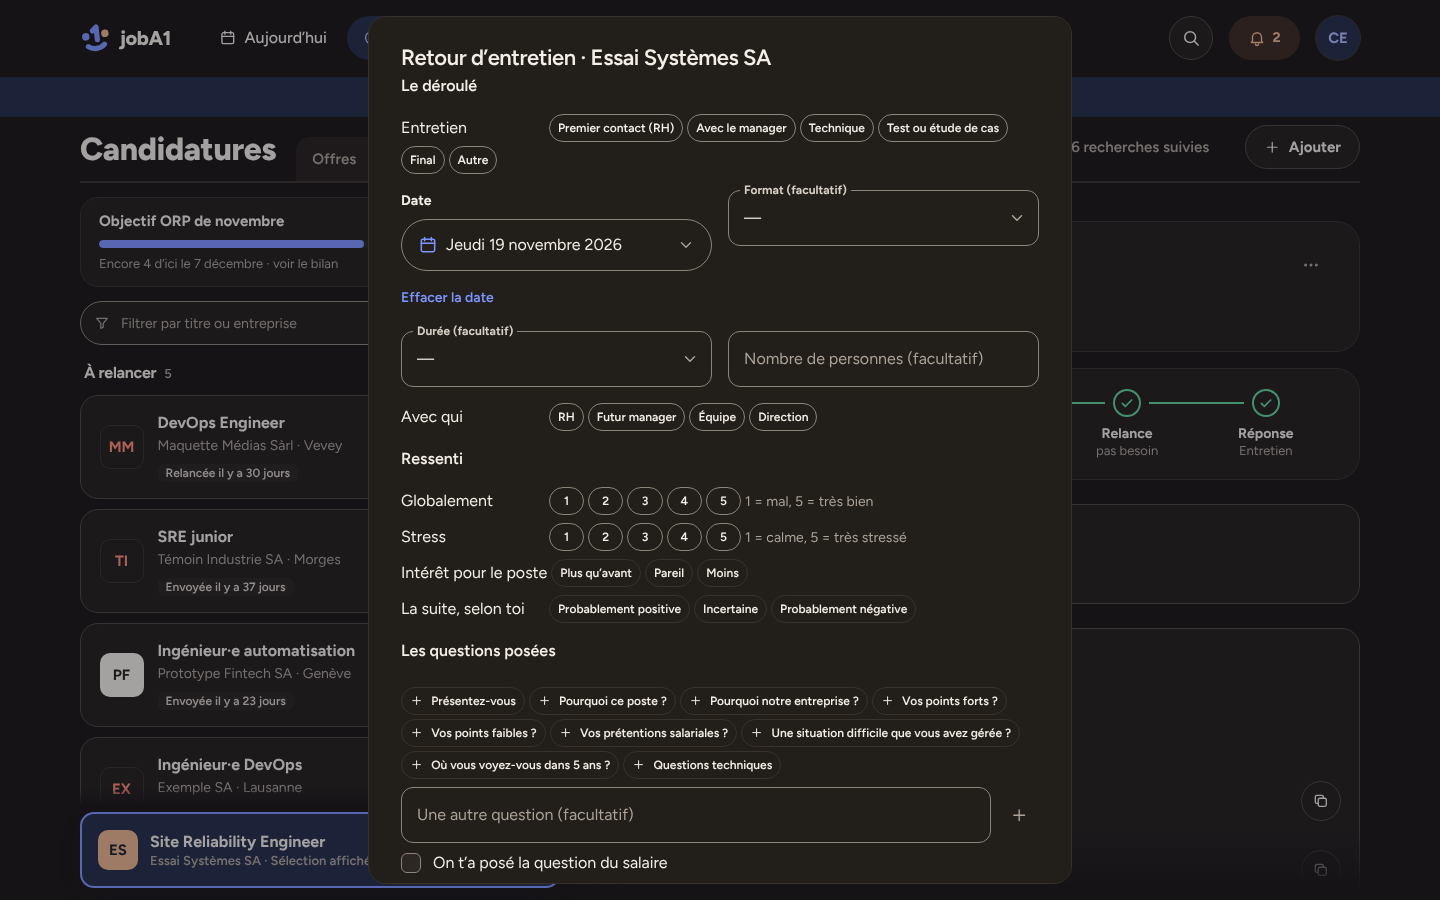 jobA1
Aujourd’hui
2
CE
Candidatures
Offres
6 recherches suivies
Ajouter
Objectif ORP de novembre
Encore 4 d’ici le 7 décembre · voir le bilan
Filtrer par titre ou entreprise
À relancer 5
MM
DevOps Engineer
Maquette Médias Sàrl · Vevey
Relancée il y a 30 jours
TI
SRE junior
Témoin Industrie SA · Morges
Envoyée il y a 37 jours
PF
Ingénieur·e automatisation
Prototype Fintech SA · Genève
Envoyée il y a 23 jours
EX
Ingénieur·e DevOps
Exemple SA · Lausanne
ES
Site Reliability Engineer
Essai Systèmes SA · Sélection affiché
Retour d’entretien · Essai Systèmes SA
Le déroulé
Entretien Premier contact (RH) Avec le manager Technique Test ou étude de cas
Final Autre
Date
Jeudi 19 novembre 2026
Format (facultatif)
—
Effacer la date
Durée (facultatif)
—
Nombre de personnes (facultatif)
Avec qui RH Futur manager Équipe Direction
Ressenti
Globalement 1 2 3 4 5 1 = mal, 5 = très bien
Stress 1 2 3 4 5 1 = calme, 5 = très stressé
Intérêt pour le poste Plus qu’avant Pareil Moins
La suite, selon toi Probablement positive Incertaine Probablement négative
Les questions posées
+ Présentez-vous + Pourquoi ce poste ? + Pourquoi notre entreprise ? + Vos points forts ?
+ Vos points faibles ? + Vos prétentions salariales ? + Une situation difficile que vous avez gérée ?
+ Où vous voyez-vous dans 5 ans ? + Questions techniques
Une autre question (facultatif)
On t’a posé la question du salaire
Relance
pas besoin
Réponse
Entretien